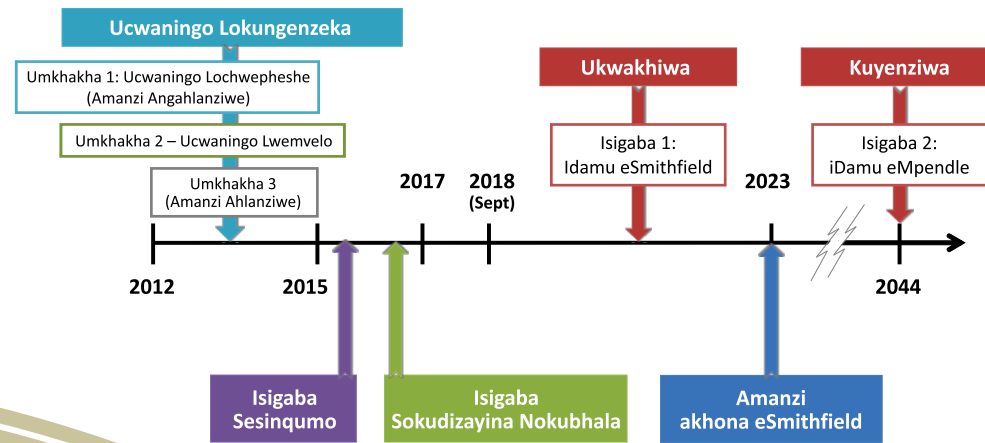 Ucwaningo Lokungenzeka
Umkhakha 1: Ucwaningo Lochwepheshe
(Amanzi Angahlanziwe)
Umkhakha 2 – Ucwaningo Lwemvelo
Umkhakha 3
(Amanzi Ahlanziwe)
Ukwakhiwa
Isigaba 1:
Idamu eSmithfield
Kuyenziwa
Isigaba 2:
iDamu eMpendle
2017
2018
(Sept)
2023
2012
2015
2044
Isigaba
Sesinqumo
Isigaba
Sokudizayina Nokubhala
Amanzi
akhona eSmithfield